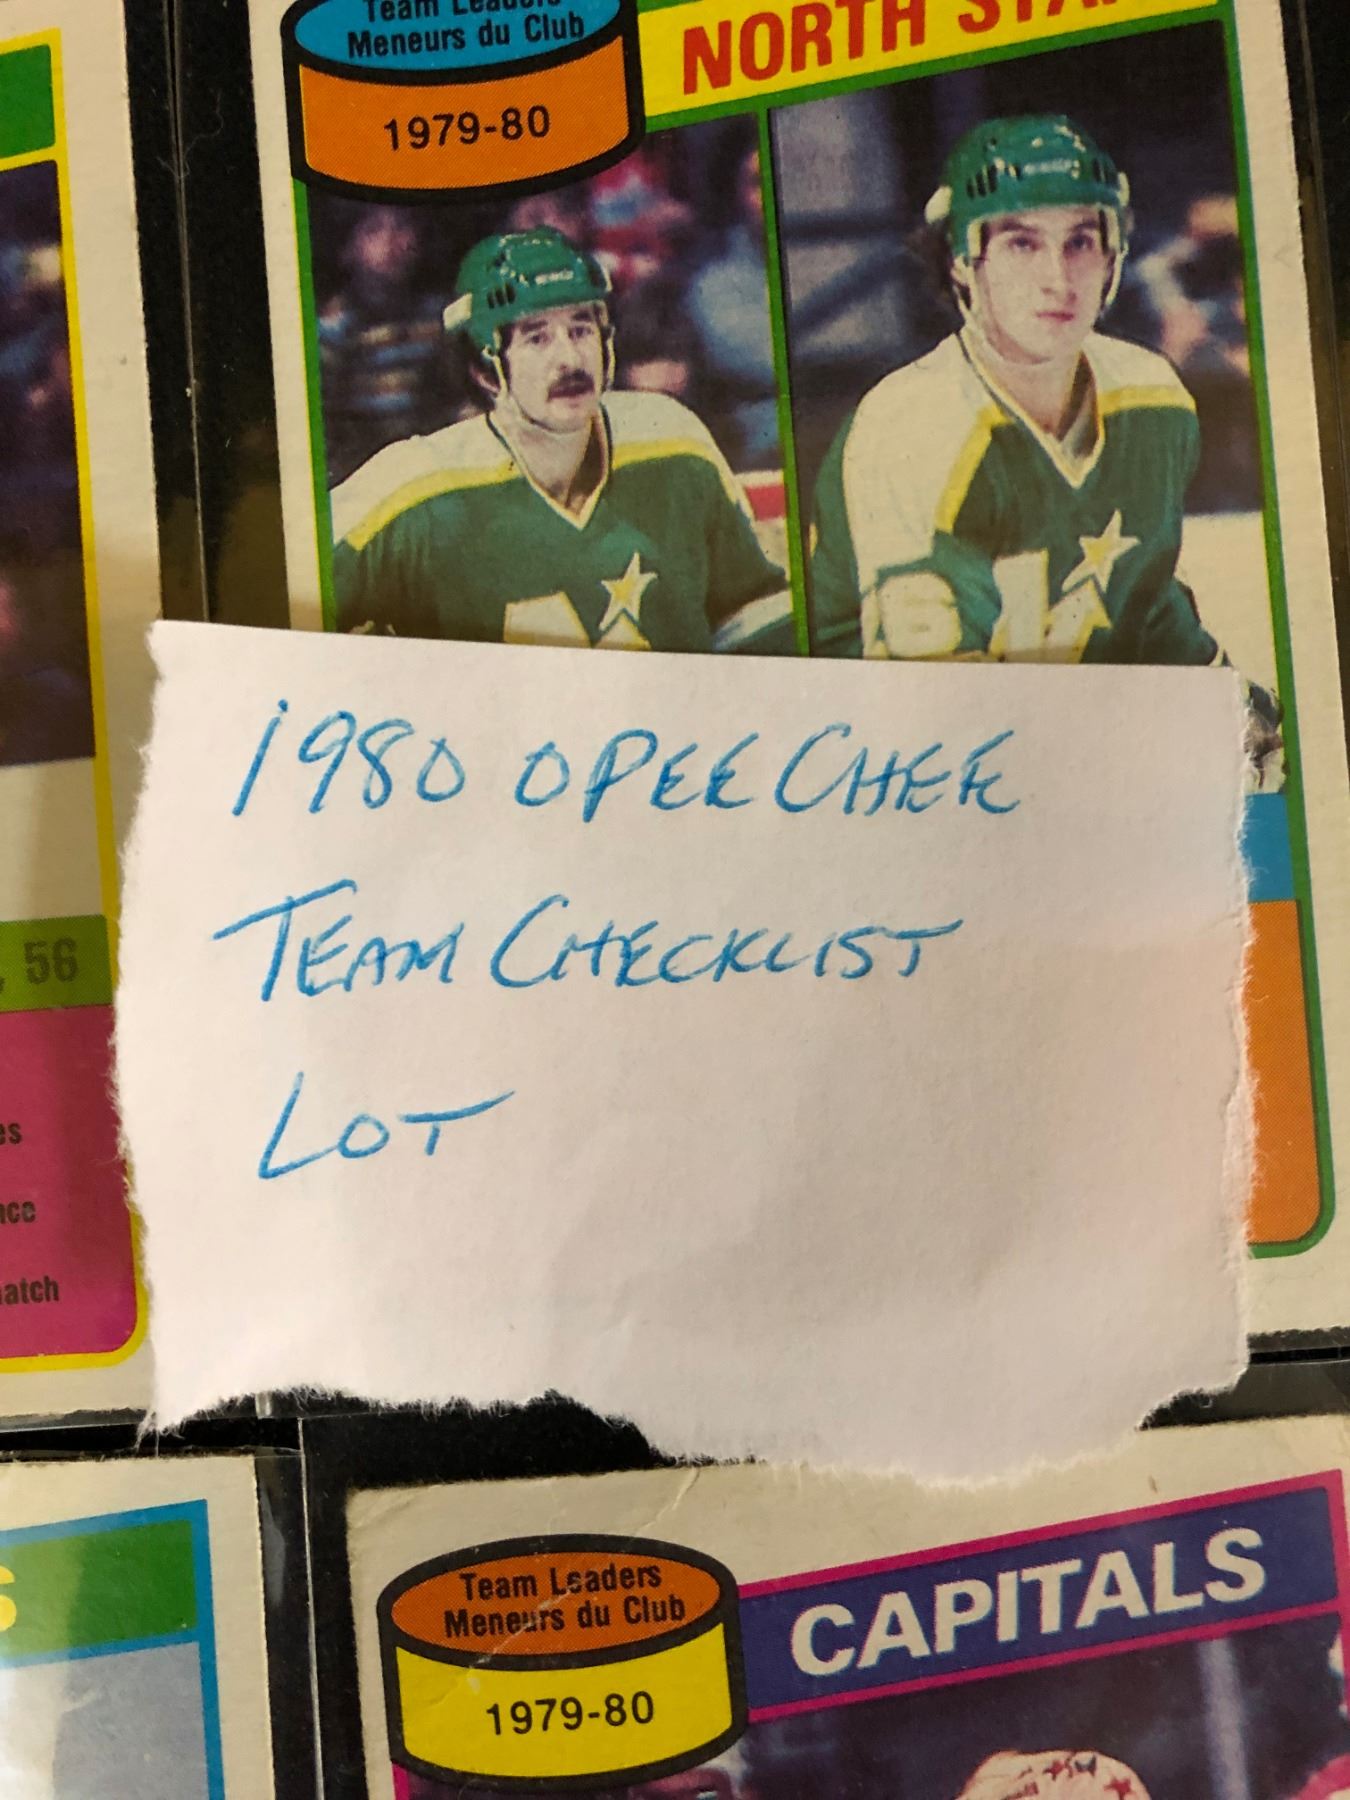 Team Leaders
Meneurs du Club
1979-80
NORTH STA
1980 OPEE CHEE
TEAM CHECKLIST
LOT
, 56
es
nce
match
S
Team Leaders
Meneurs du Club
1979-80
CAPITALS